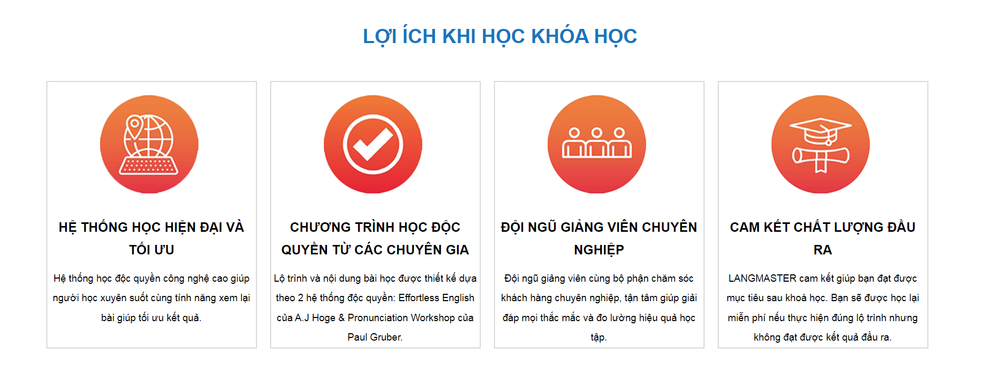 LỢI ÍCH KHI HỌC KHÓA HỌC
HỆ THỐNG HỌC HIỆN ĐẠI VÀ
TỐI ƯU
Hệ thống học độc quyền công nghệ cao giúp
người học xuyên suốt cùng tính năng xem lại
bài giúp tối ưu kết quả.
CHƯƠNG TRÌNH HỌC ĐỘC
QUYỀN TỪ CÁC CHUYÊN GIA
Lộ trình và nội dung bài học được thiết kế dựa
theo 2 hệ thống độc quyền: Effortless English
của A.J Hoge & Pronunciation Workshop của
Paul Gruber.
ĐỘI NGŨ GIẢNG VIÊN CHUYÊN
NGHIỆP
Đội ngũ giảng viên cùng bộ phận chăm sóc
khách hàng chuyên nghiệp, tận tâm giúp giải
đáp mọi thắc mắc và đo lường hiệu quả học
tập.
CAM KẾT CHẤT LƯỢNG ĐẦU
RA
LANGMASTER cam kết giúp bạn đạt được
mục tiêu sau khoá học. Bạn sẽ được học lại
miễn phí nếu thực hiện đúng lộ trình nhưng
không đạt được kết quả đầu ra.